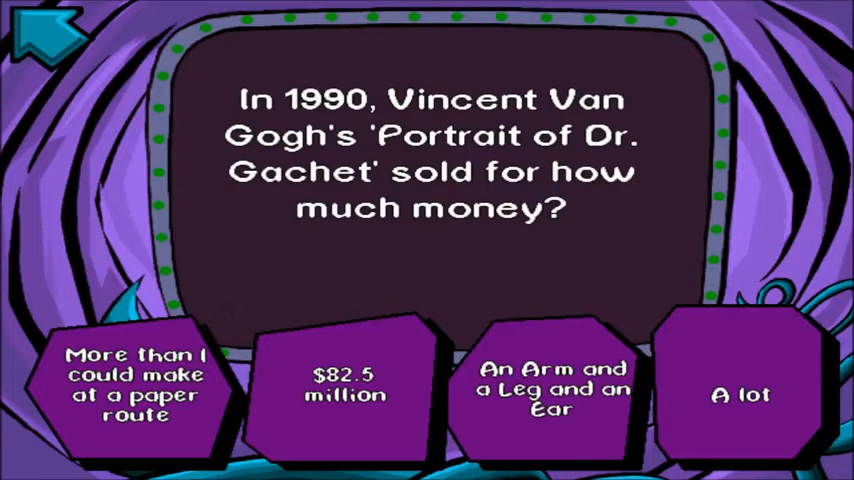 In 1990, Vincent Van
Gogh's 'Portrait of Dr.
Gachet' sold for how
much money?
More than I
could make
at a paper
route
$82.5
million
An Arm and
a Leg and an
Ear
A lot